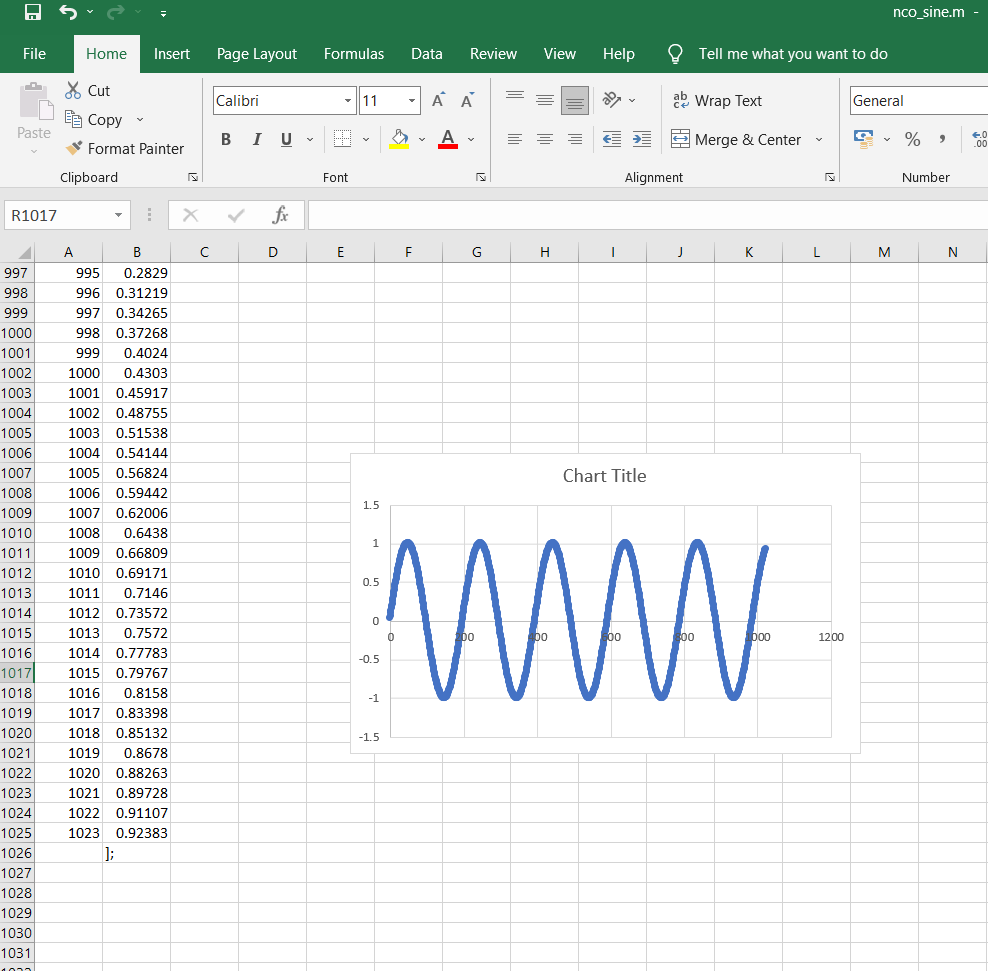 nco_sine.m -
File Home Insert Page Layout Formulas Data Review View Help Tell me what you want to do
Cut
Copy
Paste
Format Painter
Calibri 11
A A
B I U A
ab Wrap Text
Merge & Center
General
% , .00
Clipboard Font Alignment Number
R1017 fx
A B C D E F G H I J K L M N
997 995 0.2829
998 996 0.31219
999 997 0.34265
1000 998 0.37268
1001 999 0.4024
1002 1000 0.4303
1003 1001 0.45917
1004 1002 0.48755
1005 1003 0.51538
1006 1004 0.54144
1007 1005 0.56824
1008 1006 0.59442
1009 1007 0.62006
1010 1008 0.6438
1011 1009 0.66809
1012 1010 0.69171
1013 1011 0.7146
1014 1012 0.73572
1015 1013 0.7572
1016 1014 0.77783
1017 1015 0.79767
1018 1016 0.8158
1019 1017 0.83398
1020 1018 0.85132
1021 1019 0.8678
1022 1020 0.88263
1023 1021 0.89728
1024 1022 0.91107
1025 1023 0.92383
1026 ];
1027
1028
1029
1030
1031
Chart Title
1.5
1
0.5
0
-0.5
-1
-1.5
0 200 400 600 800 1000 1200